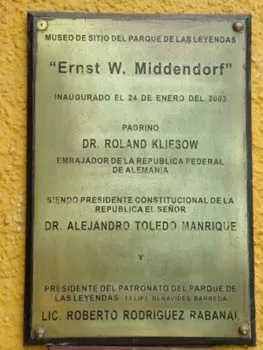 MUSEO DE SITIO DEL PARQUE DE LAS LEYENDAS
"Ernst W. Middendorf"
INAUGURADO EL 24 DE ENERO DEL 2003
PADRINO
DR. ROLAND KLIESOW
EMBAJADOR DE LA REPUBLICA FEDERAL
DE ALEMANIA
SIENDO PRESIDENTE CONSTITUCIONAL DE LA
REPUBLICA EL SEÑOR
DR. ALEJANDRO TOLEDO MANRIQUE
Y
PRESIDENTE DEL PATRONATO DEL PARQUE DE
LAS LEYENDAS FELIPE BENAVIDES BARREDA
LIC. ROBERTO RODRIGUEZ RABANAL